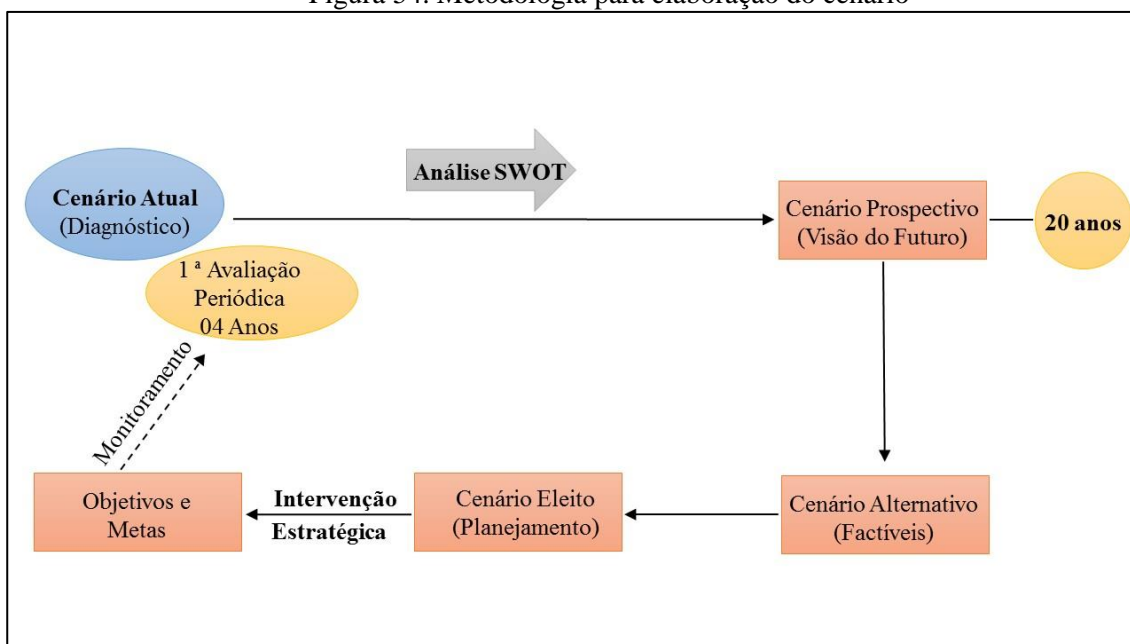 Figura 34. Metodologia para elaboração do cenário
Análise SWOT
Cenário Atual
(Diagnóstico)
Cenário Prospectivo
(Visão do Futuro)
20 anos
1 ª Avaliação
Periódica
04 Anos
Monitoramento
Objetivos e
Metas
Intervenção
Estratégica
Cenário Eleito
(Planejamento)
Cenário Alternativo
(Factíveis)